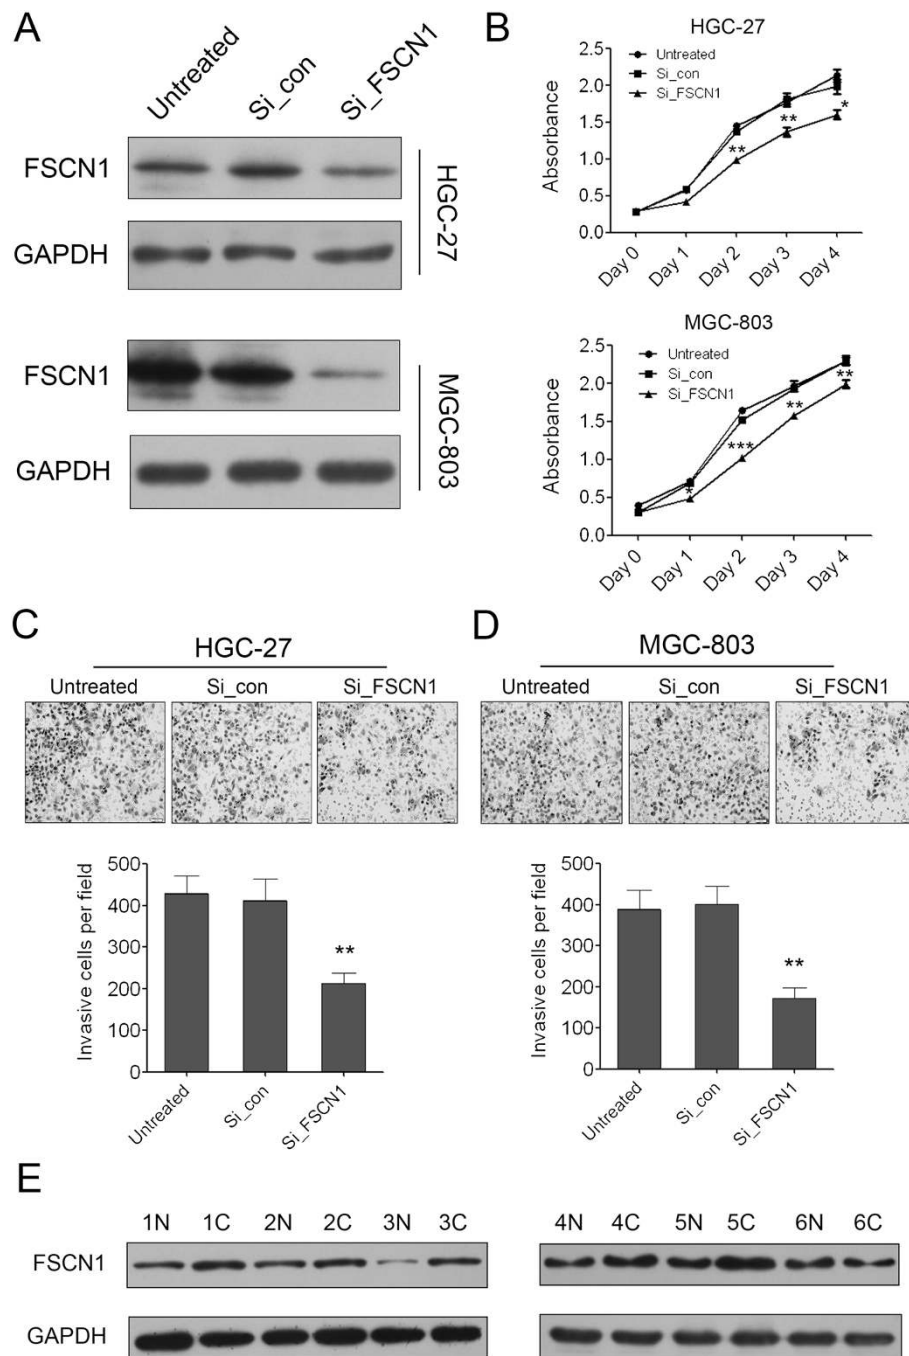 A
Untreated
Si_con
Si_FSCN1
FSCN1
GAPDH
HGC-27
FSCN1
GAPDH
MGC-803
B
HGC-27
Untreated
Si_con
Si_FSCN1
Absorbance
2.5
2.0
1.5
1.0
0.5
0.0
**
**
*
Day 0
Day 1
Day 2
Day 3
Day 4
MGC-803
Untreated
Si_con
Si_FSCN1
Absorbance
2.5
2.0
1.5
1.0
0.5
0.0
*
***
**
**
Day 0
Day 1
Day 2
Day 3
Day 4
C
HGC-27
Untreated
Si_con
Si_FSCN1
Invasive cells per field
500
400
300
200
100
0
**
Untreated
Si_con
Si_FSCN1
D
MGC-803
Untreated
Si_con
Si_FSCN1
Invasive cells per field
500
400
300
200
100
0
**
Untreated
Si_con
Si_FSCN1
E
1N 1C 2N 2C 3N 3C
4N 4C 5N 5C 6N 6C
FSCN1
GAPDH